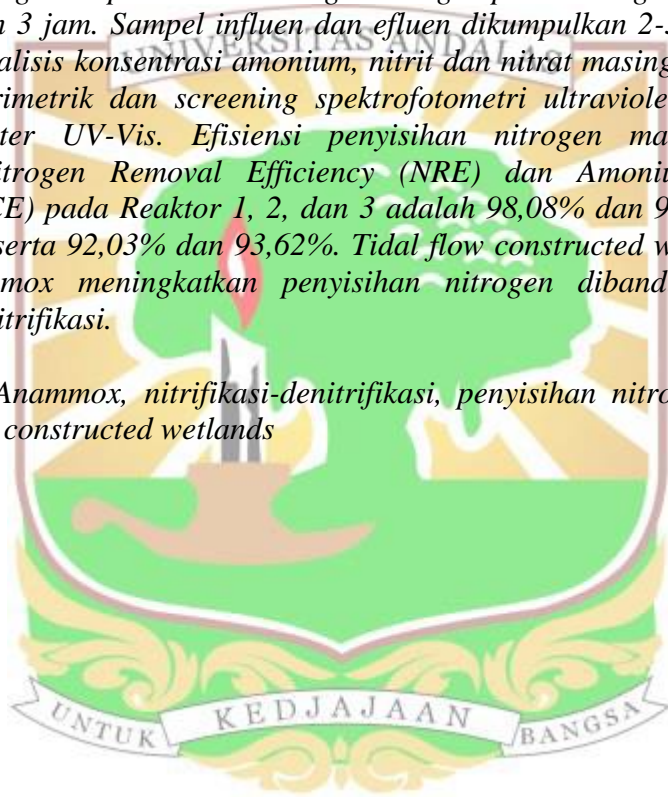 n 3 jam. Sampel influen dan efluen dikumpulkan 2-
UNIVERSITAS ANDALAS
alisis konsentrasi amonium, nitrit dan nitrat masing
rimetrik dan screening spektrofotometri ultraviole
ter UV-Vis. Efisiensi penyisihan nitrogen ma
itrogen Removal Efficiency (NRE) dan Amoniu
CE) pada Reaktor 1, 2, dan 3 adalah 98,08% dan 9
serta 92,03% dan 93,62%. Tidal flow constructed w
mox meningkatkan penyisihan nitrogen diband
itrifikasi.
Anammox, nitrifikasi-denitrifikasi, penyisihan nitro
constructed wetlands
UNTUK KEDJAJAAN BANGSA